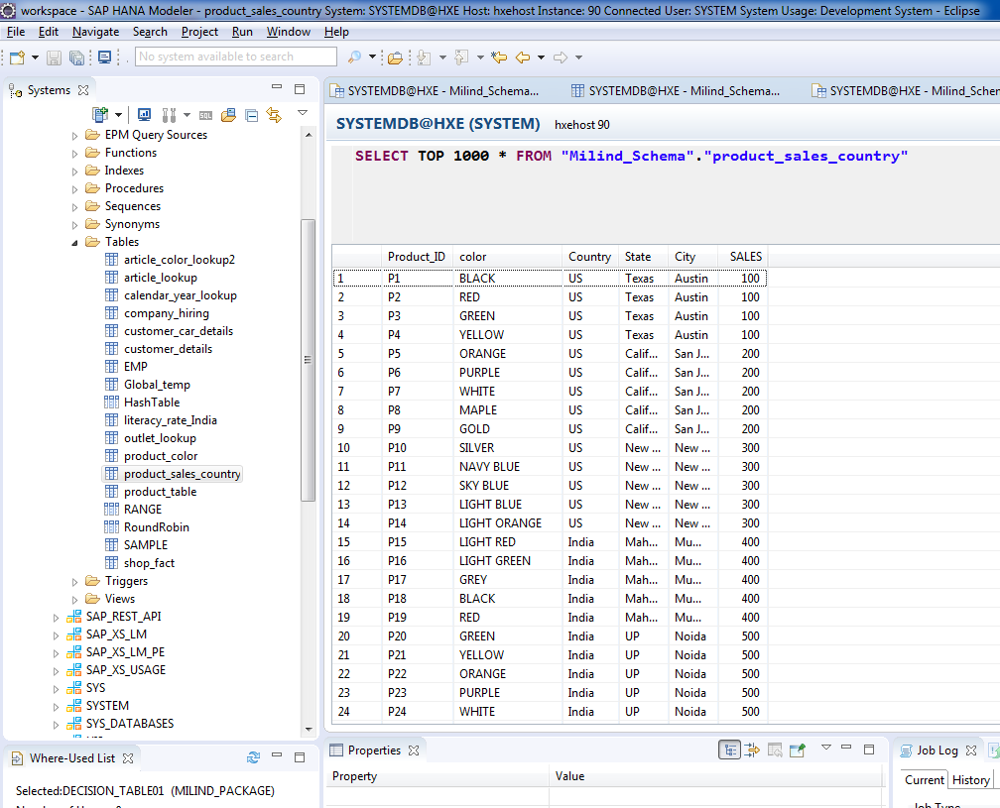 workspace - SAP HANA Modeler - product_sales_country System: SYSTEMDB@HXE Host: hxehost Instance: 90 Connected User: SYSTEM System Usage: Development System - Eclipse
File Edit Navigate Search Project Run Window Help
No system available to search
Systems
SYSTEMDB@HXE - Milind_Schema...
SYSTEMDB@HXE - Milind_Schema...
SYSTEMDB@HXE - Milind_Schem
SQL
EPM Query Sources
Functions
Indexes
Procedures
Sequences
Synonyms
Tables
article_color_lookup2
article_lookup
calendar_year_lookup
company_hiring
customer_car_details
customer_details
EMP
Global_temp
HashTable
literacy_rate_India
outlet_lookup
product_color
product_sales_country
product_table
RANGE
RoundRobin
SAMPLE
shop_fact
Triggers
Views
SAP_REST_API
SAP_XS_LM
SAP_XS_LM_PE
SAP_XS_USAGE
SYS
SYSTEM
SYS_DATABASES
SYSTEMDB@HXE (SYSTEM) hxehost 90
SELECT TOP 1000 * FROM "Milind_Schema"."product_sales_country"
Product_ID color Country State City SALES
1 P1 BLACK US Texas Austin 100
2 P2 RED US Texas Austin 100
3 P3 GREEN US Texas Austin 100
4 P4 YELLOW US Texas Austin 100
5 P5 ORANGE US Calif... San J... 200
6 P6 PURPLE US Calif... San J... 200
7 P7 WHITE US Calif... San J... 200
8 P8 MAPLE US Calif... San J... 200
9 P9 GOLD US Calif... San J... 200
10 P10 SILVER US New ... New ... 300
11 P11 NAVY BLUE US New ... New ... 300
12 P12 SKY BLUE US New ... New ... 300
13 P13 LIGHT BLUE US New ... New ... 300
14 P14 LIGHT ORANGE US New ... New ... 300
15 P15 LIGHT RED India Mah... Mu... 400
16 P16 LIGHT GREEN India Mah... Mu... 400
17 P17 GREY India Mah... Mu... 400
18 P18 BLACK India Mah... Mu... 400
19 P19 RED India Mah... Mu... 400
20 P20 GREEN India UP Noida 500
21 P21 YELLOW India UP Noida 500
22 P22 ORANGE India UP Noida 500
23 P23 PURPLE India UP Noida 500
24 P24 WHITE India UP Noida 500
Where-Used List
Selected:DECISION_TABLE01 (MILIND_PACKAGE)
Properties
Property Value
Job Log
Current History
Job Type